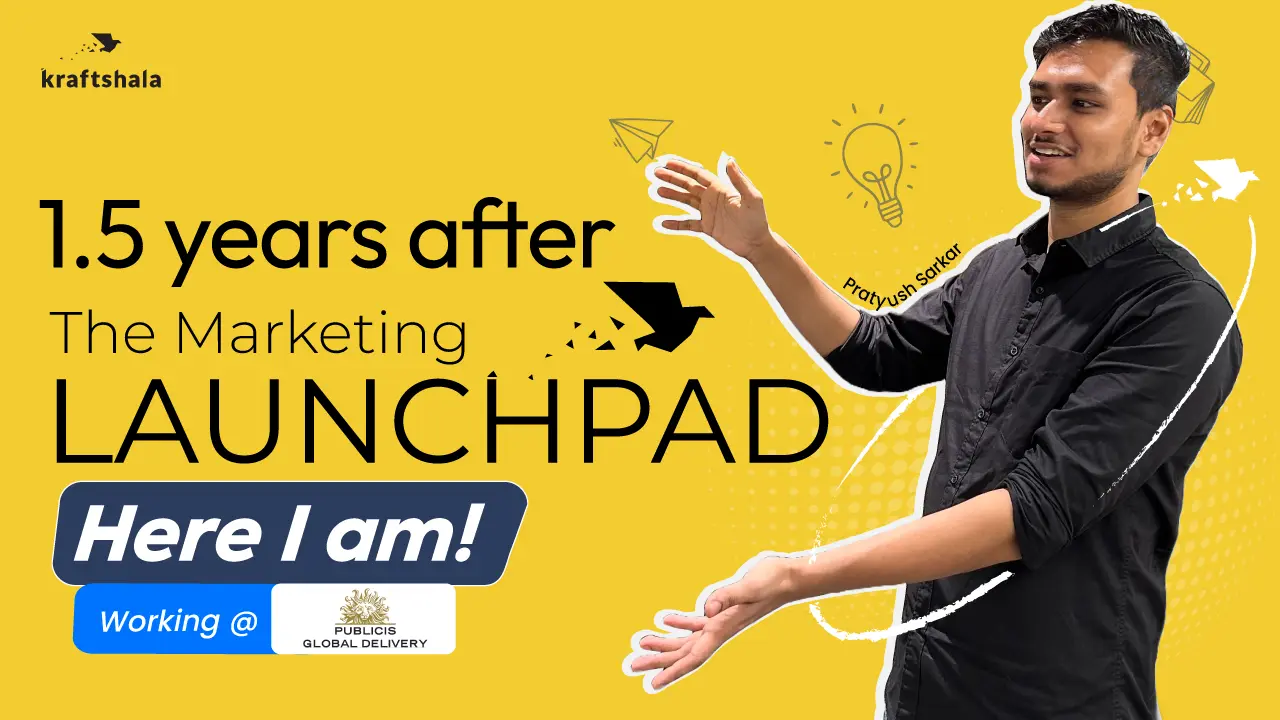 kraftshala
1.5 years after
The Marketing
LAUNCHPAD
Here I am!
Working @
PUBLICIS
GLOBAL DELIVERY
Pratyush Sarkar